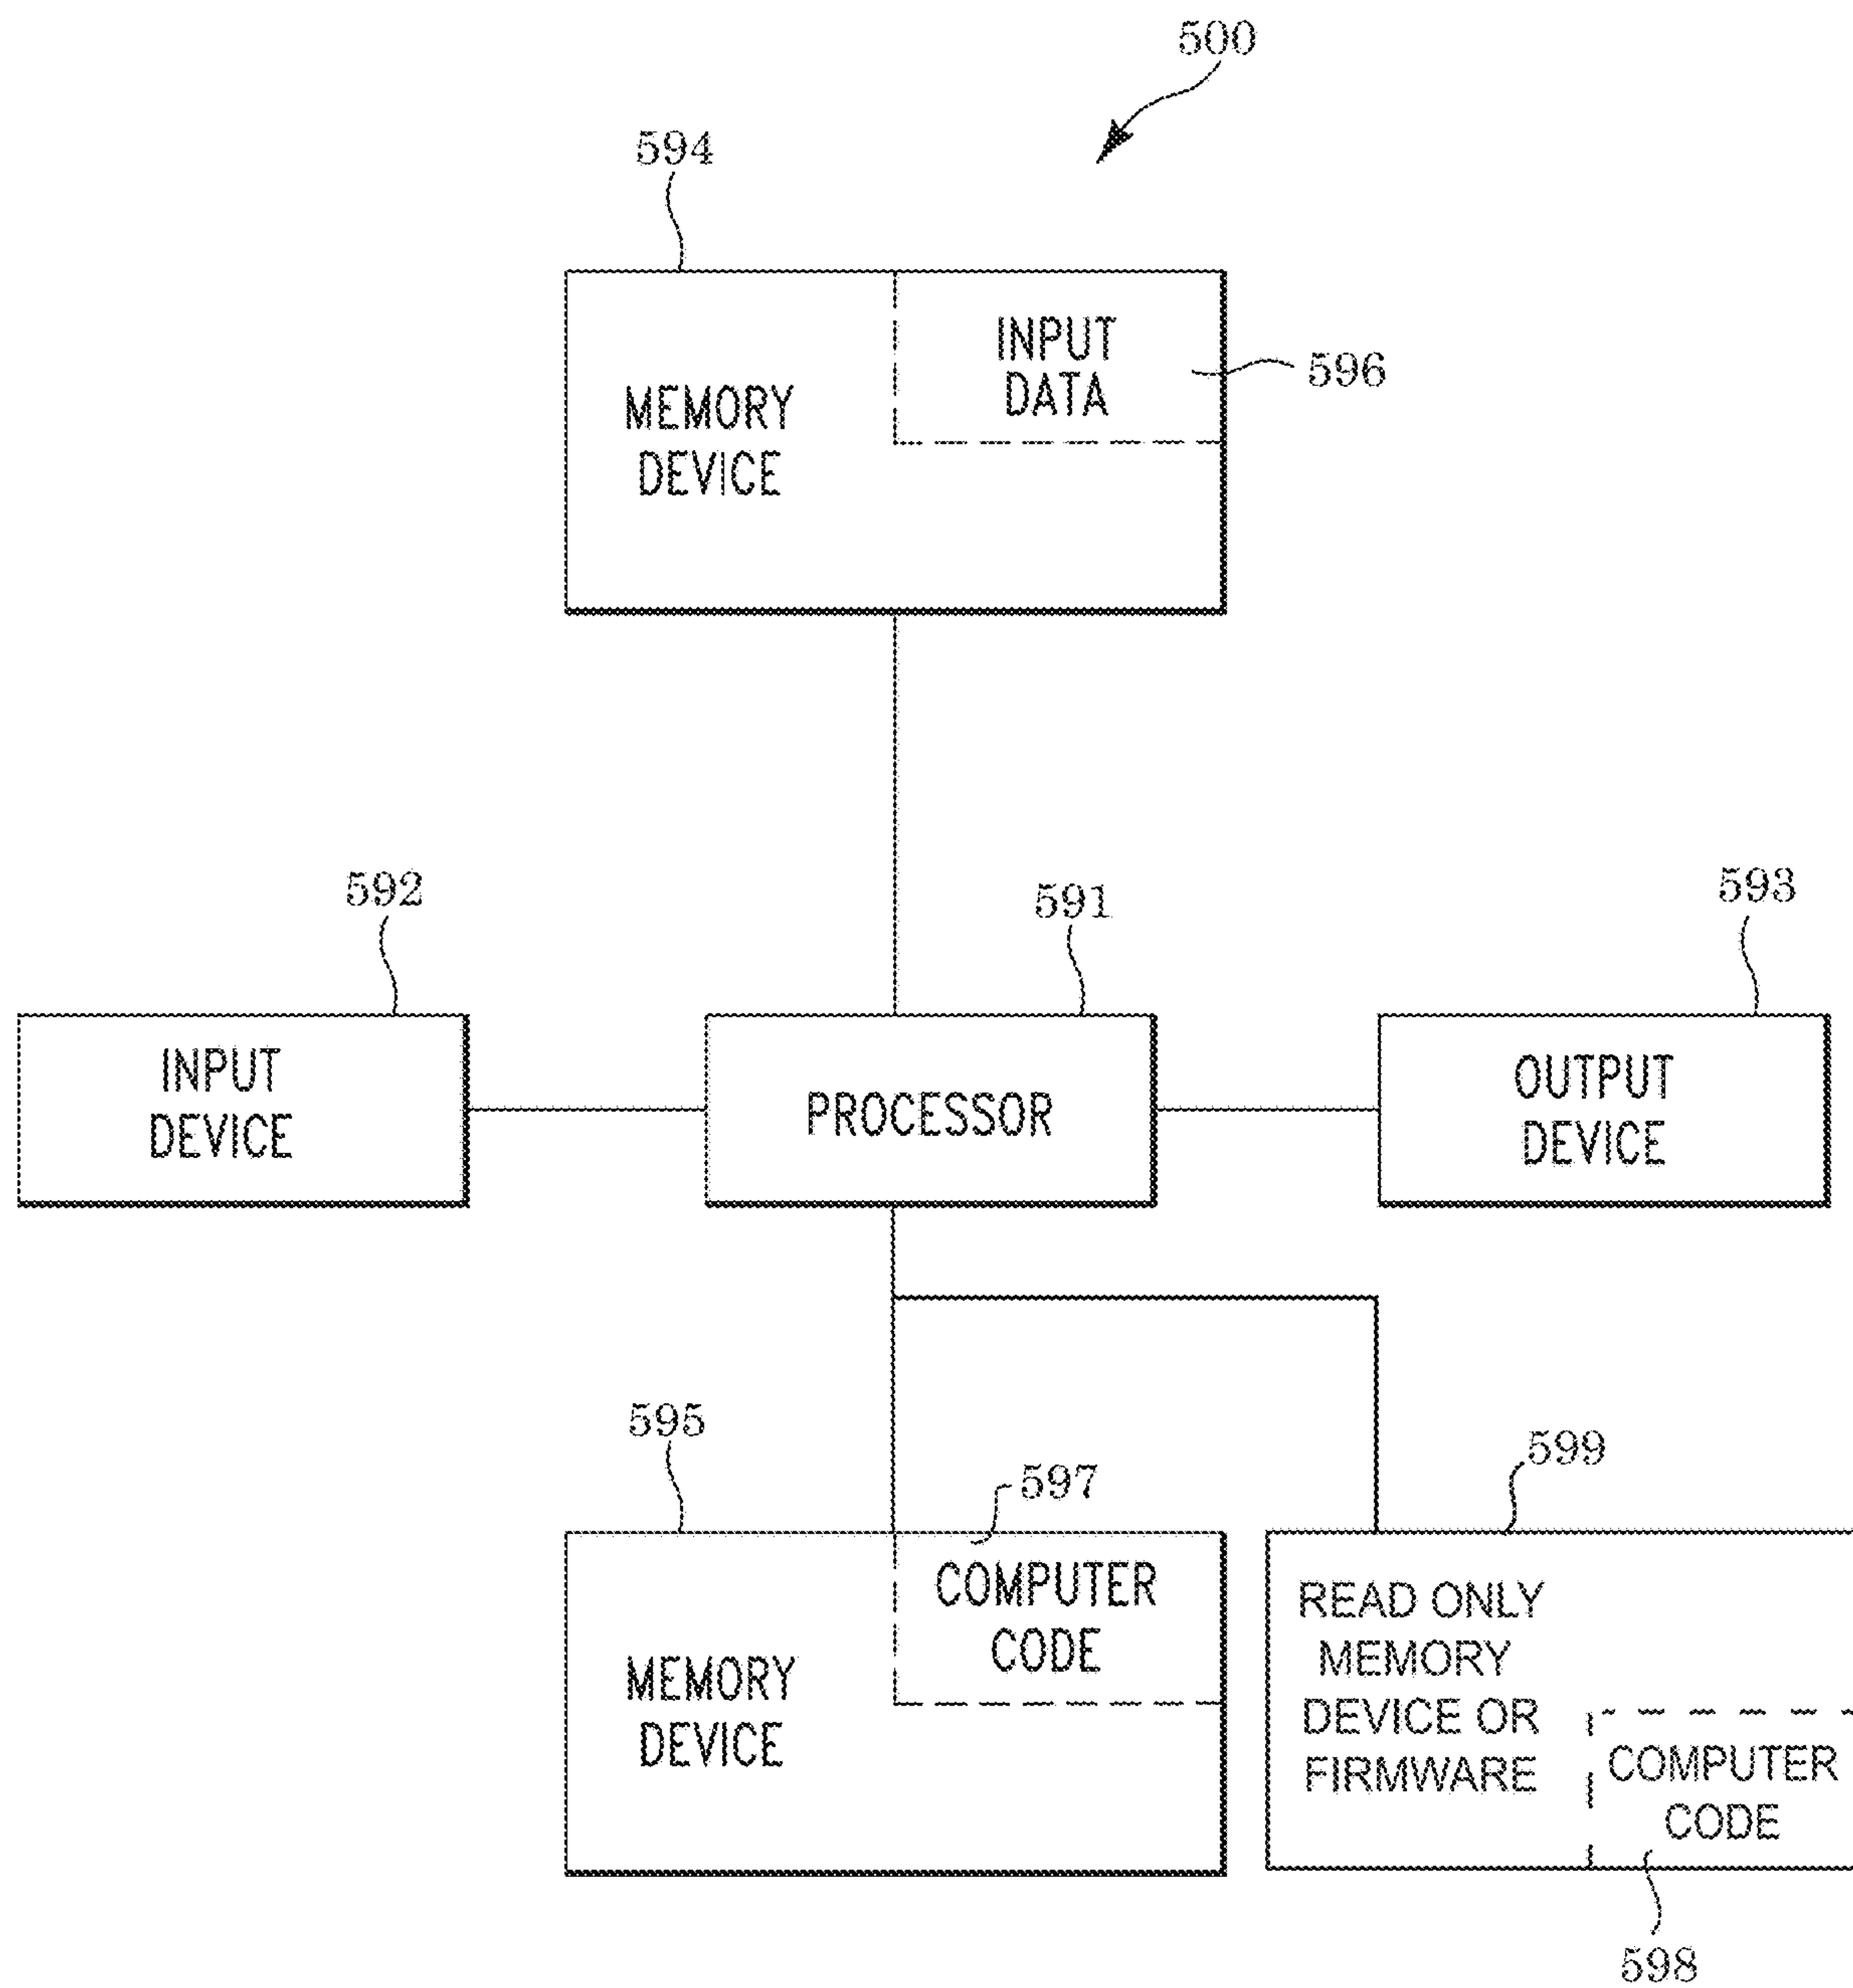 500
594
INPUT
DATA
596
MEMORY
DEVICE
592
591
593
INPUT
DEVICE
PROCESSOR
OUTPUT
DEVICE
595
597
599
COMPUTER
CODE
MEMORY
DEVICE
READ ONLY
MEMORY
DEVICE OR
FIRMWARE
COMPUTER
CODE
598